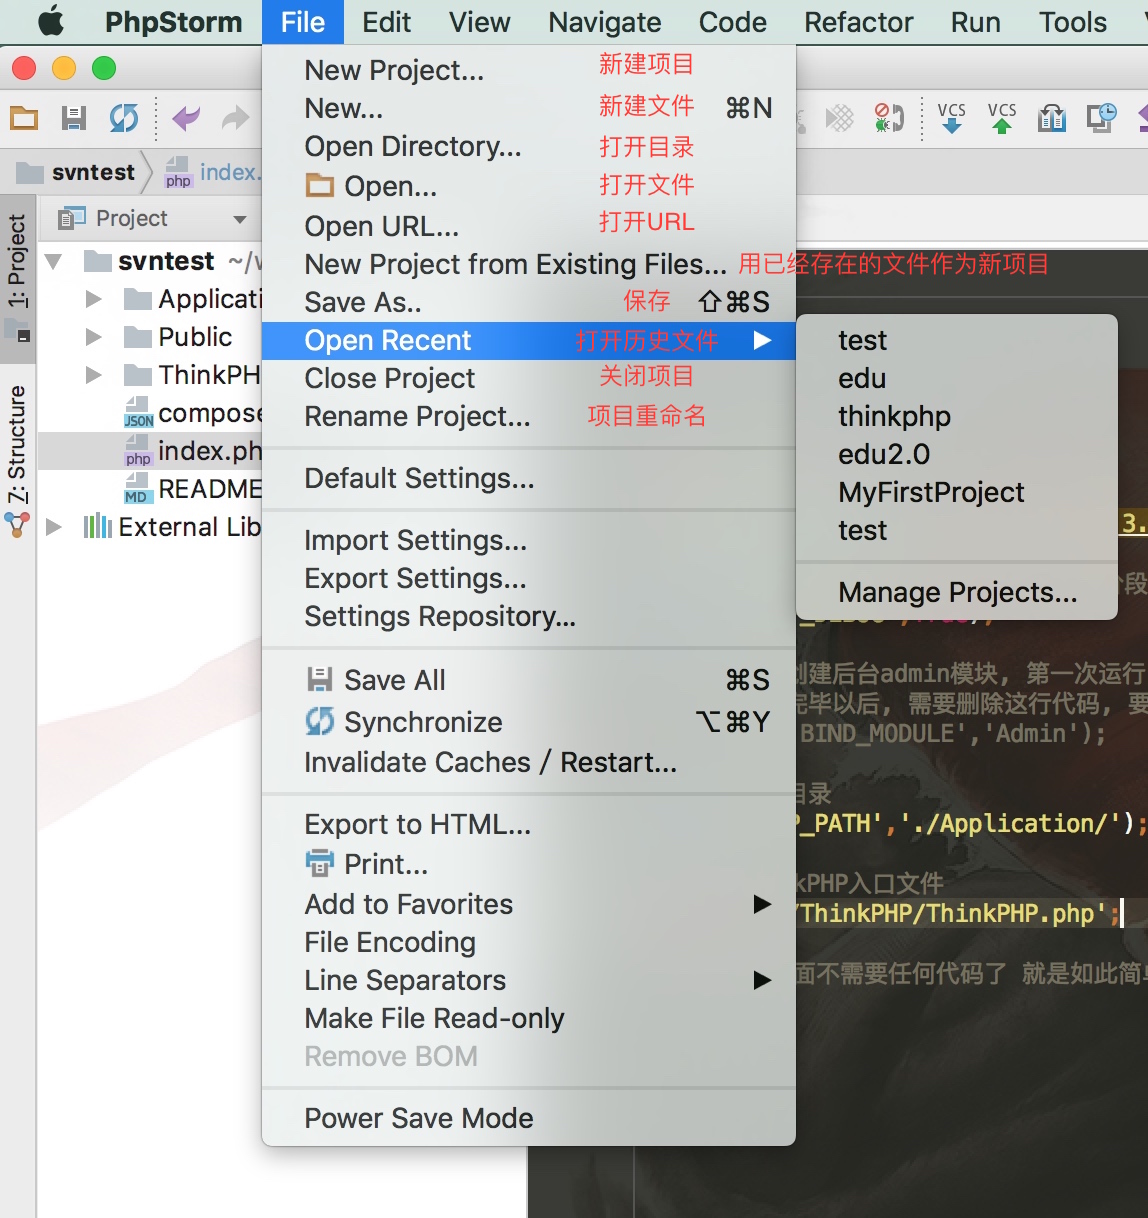 PhpStorm File Edit View Navigate Code Refactor Run Tools
New Project... 新建项目
New... 新建文件 ⌘N
VCS VCS
Open Directory... 打开目录
svntest php index.
Open... 打开文件
Project
Open URL... 打开URL
1: Project
svntest ~/
New Project from Existing Files... 用已经存在的文件作为新项目
Save As.. 保存 ⇧⌘S
Public
Open Recent 打开历史文件 ▶
test
Close Project 关闭项目
edu
Rename Project... 项目重命名
thinkphp
JSON
edu2.0
php
7: Structure
Default Settings...
MyFirstProject
MD README
External Lib
test
3.
Import Settings...
Export Settings...
Manage Projects...
Settings Repository...
Save All ⌘S
创建后台admin模块, 第一次运行
Synchronize ⌥⌘Y
完毕以后, 需要删除这行代码, 要
BIND_MODULE','Admin');
Invalidate Caches / Restart...
目录
Export to HTML...
_PATH','./Application/');
Print...
kPHP入口文件
Add to Favorites ▶
/ThinkPHP/ThinkPHP.php';
File Encoding
Line Separators ▶
面不需要任何代码了 就是如此简单
Make File Read-only
Remove BOM
Power Save Mode